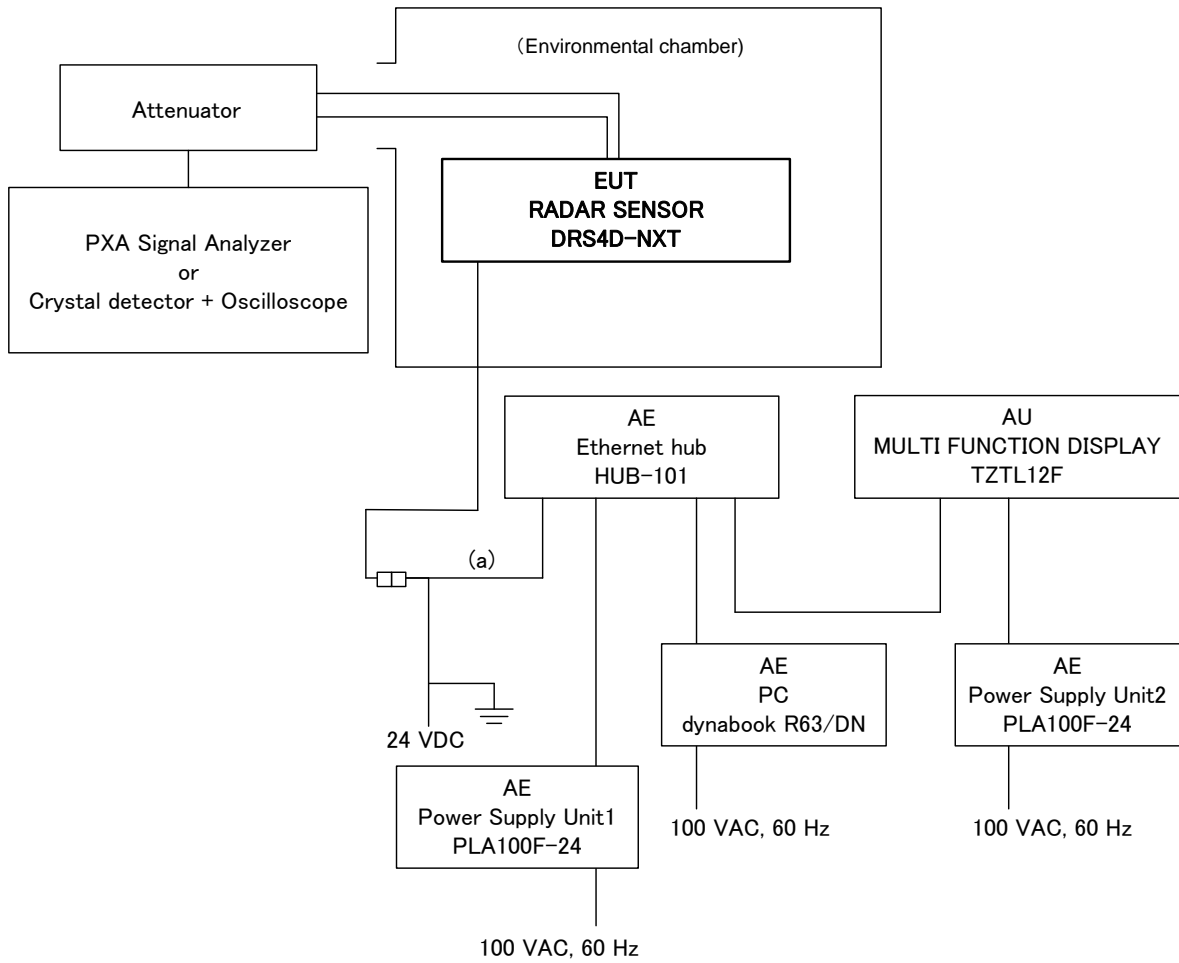 (Environmental chamber)
Attenuator
EUT
RADAR SENSOR
DRS4D-NXT
PXA Signal Analyzer
or
Crystal detector + Oscilloscope
AE
Ethernet hub
HUB-101
AU
MULTI FUNCTION DISPLAY
TZTL12F
(a)
24 VDC
AE
PC
dynabook R63/DN
AE
Power Supply Unit2
PLA100F-24
AE
Power Supply Unit1
PLA100F-24
100 VAC, 60 Hz
100 VAC, 60 Hz
100 VAC, 60 Hz